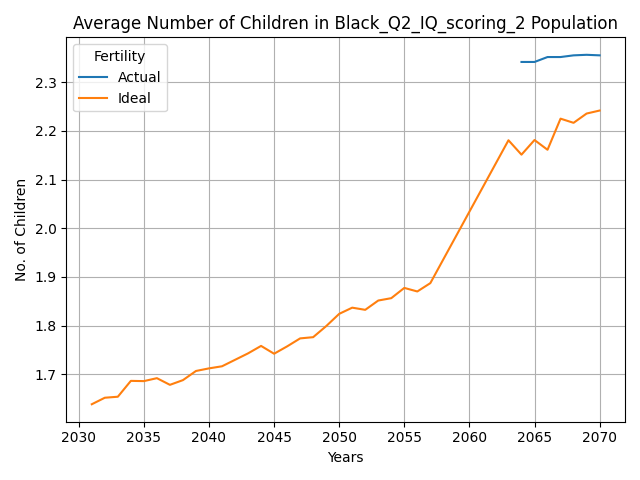 Average Number of Children in Black_Q2_IQ_scoring_2 Population
Fertility
Actual
Ideal
2.3
2.2
2.1
2.0
1.9
1.8
1.7
No. of Children
2030 2035 2040 2045 2050 2055 2060 2065 2070
Years